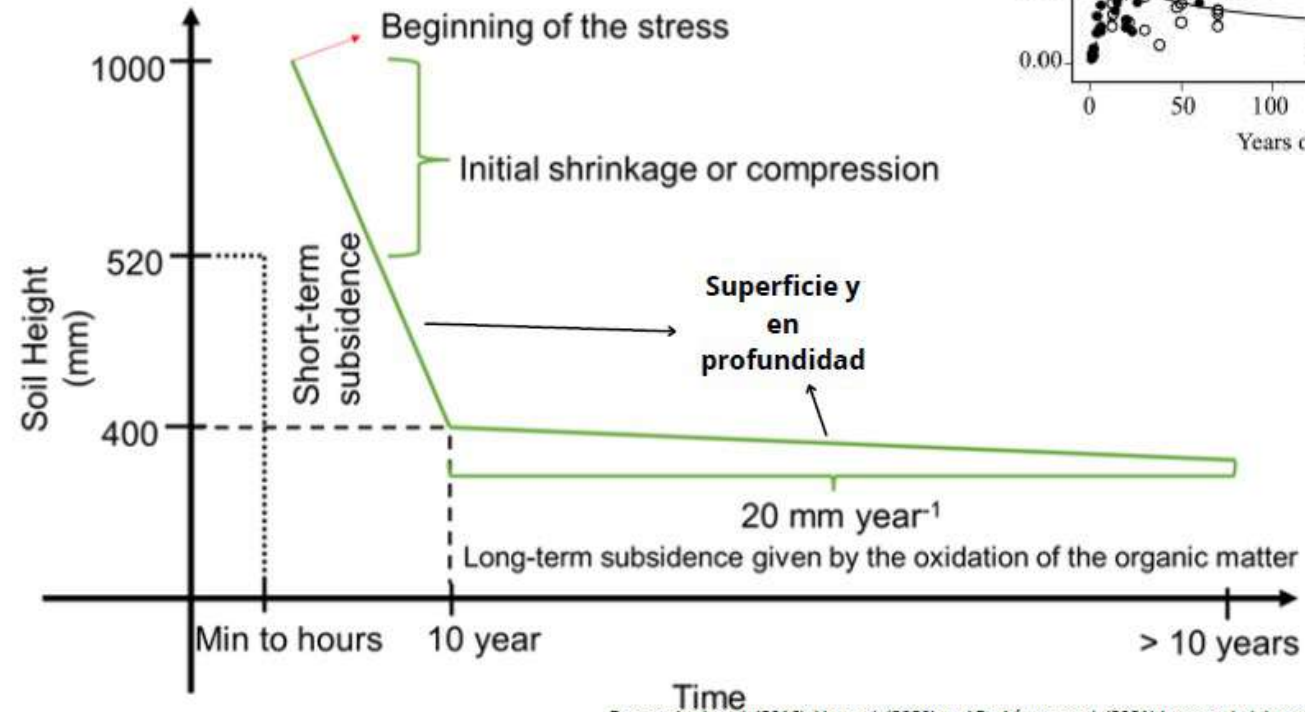 Beginning of the stress
1000
Initial shrinkage or compression
520
Short-term
subsidence
Soil Height
(mm)
Superficie y
en
profundidad
400
20 mm year-1
Long-term subsidence given by the oxidation of the organic matter
Min to hours
10 year
> 10 years
Time
0.00
0
50
100
Years